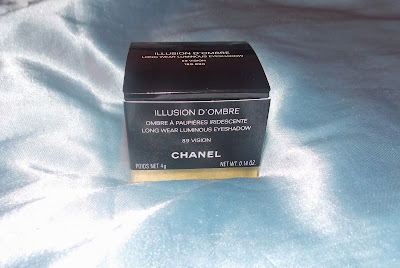 ILLUSION D'OMBRE
LONG WEAR LUMINOUS EYESHADOW
89 VISION
ILLUSION D'OMBRE
OMBRE À PAUPIÈRES IRIDESCENTE
LONG WEAR LUMINOUS EYESHADOW
89 VISION
CHANEL
POIDS NET 4g NET WT. 0.14 OZ.